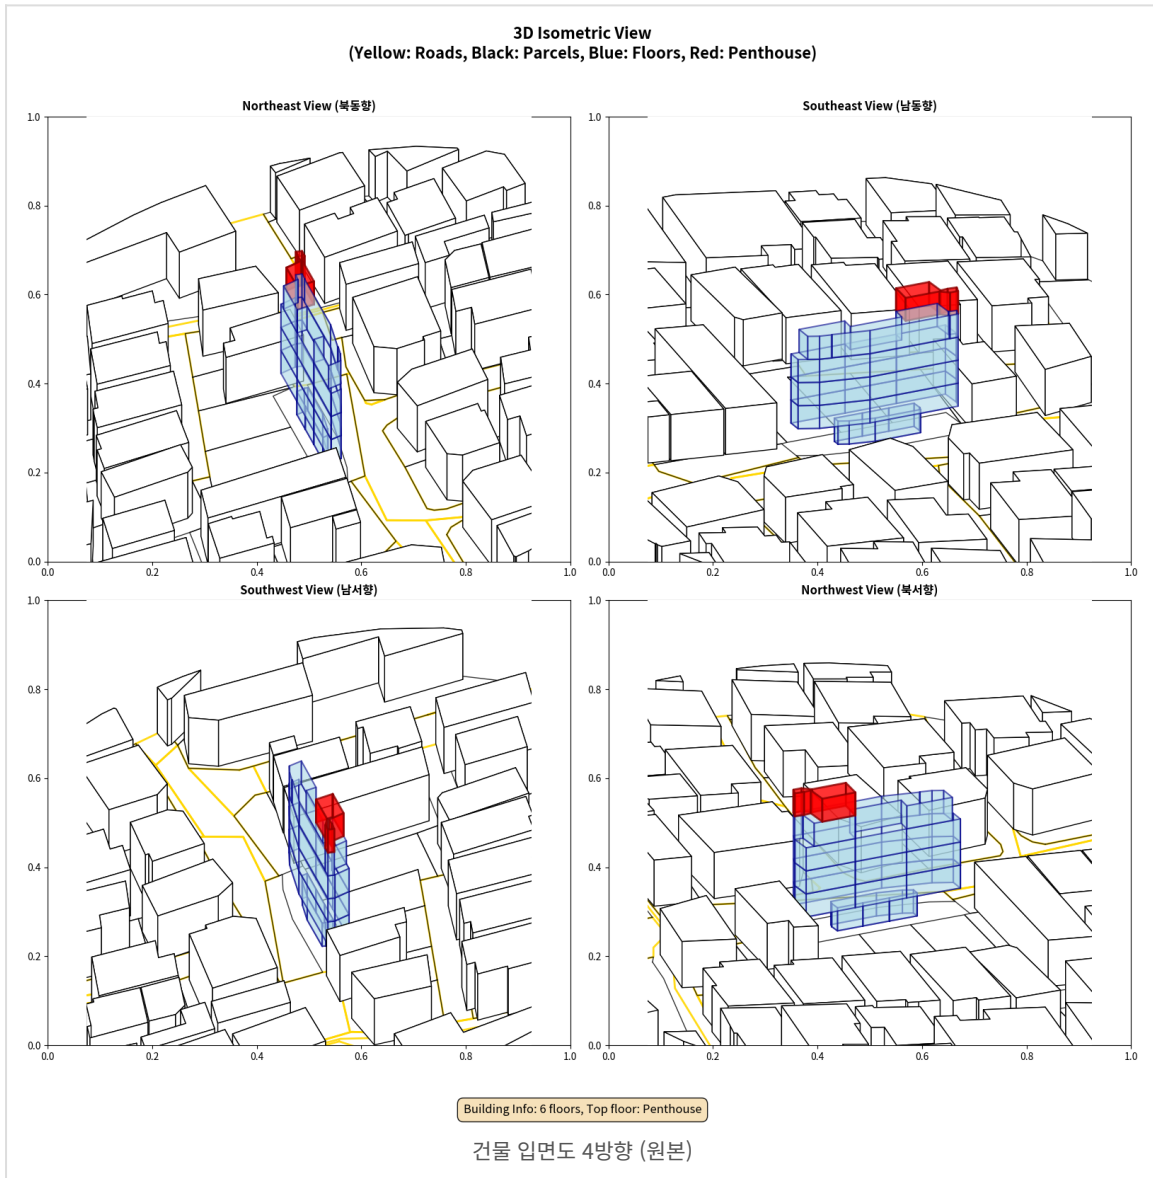 3D Isometric View
(Yellow: Roads, Black: Parcels, Blue: Floors, Red: Penthouse)
Northeast View (북동향)
1.0
0.8
0.6
0.4
0.2
0.0
0.0 0.2 0.4 0.6 0.8 1.0
Southeast View (남동향)
1.0
0.8
0.6
0.4
0.2
0.0
0.0 0.2 0.4 0.6 0.8 1.0
Southwest View (남서향)
1.0
0.8
0.6
0.4
0.2
0.0
0.0 0.2 0.4 0.6 0.8 1.0
Northwest View (북서향)
1.0
0.8
0.6
0.4
0.2
0.0
0.0 0.2 0.4 0.6 0.8 1.0
Building Info: 6 floors, Top floor: Penthouse
건물 입면도 4방향 (원본)